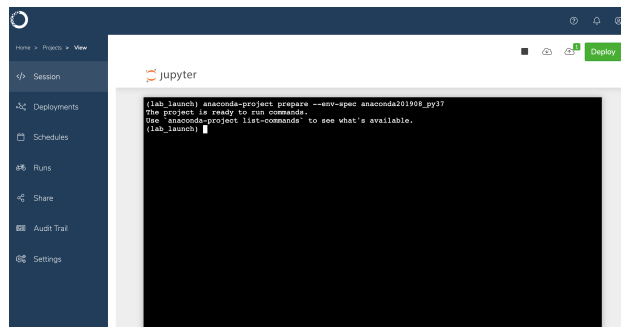 Home > Projects > View
1
Deploy
</> Session
jupyter
Deployments
(lab_launch) anaconda-project prepare --env-spec anaconda201908_py37
The project is ready to run commands.
Use `anaconda-project list-commands` to see what's available.
(lab_launch)
Schedules
Runs
Share
Audit Trail
Settings